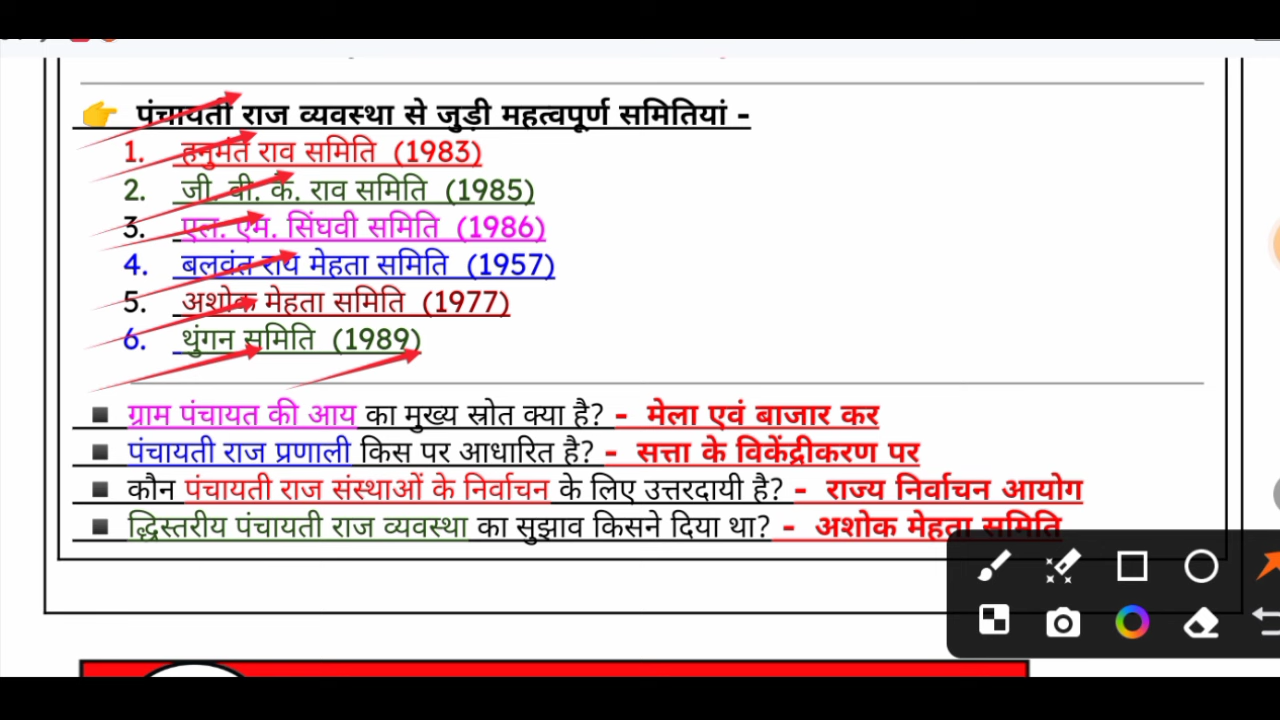 👉 पंचायती राज व्यवस्था से जुड़ी महत्वपूर्ण समितियां -
1. हनुमंत राव समिति (1983)
2. जी. वी. के. राव समिति (1985)
3. एल. एम. सिंघवी समिति (1986)
4. बलवंत राय मेहता समिति (1957)
5. अशोक मेहता समिति (1977)
6. थुंगन समिति (1989)
▪ ग्राम पंचायत की आय का मुख्य स्रोत क्या है? - मेला एवं बाजार कर
▪ पंचायती राज प्रणाली किस पर आधारित है? - सत्ता के विकेंद्रीकरण पर
▪ कौन पंचायती राज संस्थाओं के निर्वाचन के लिए उत्तरदायी है? - राज्य निर्वाचन आयोग
▪ द्धिस्तरीय पंचायती राज व्यवस्था का सुझाव किसने दिया था? - अशोक मेहता समिति